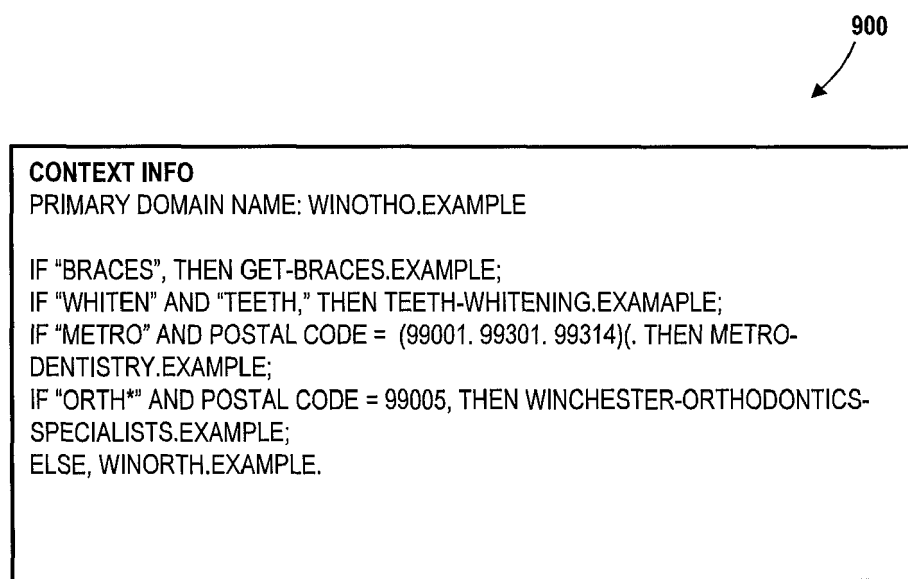 900
CONTEXT INFO
PRIMARY DOMAIN NAME: WINOTHO.EXAMPLE
IF “BRACES”, THEN GET-BRACES.EXAMPLE;
IF “WHITEN” AND “TEETH,” THEN TEETH-WHITENING.EXAMAPLE;
IF “METRO” AND POSTAL CODE = (99001. 99301. 99314)(. THEN METRO-
DENTISTRY.EXAMPLE;
IF “ORTH*” AND POSTAL CODE = 99005, THEN WINCHESTER-ORTHODONTICS-
SPECIALISTS.EXAMPLE;
ELSE, WINORTH.EXAMPLE.